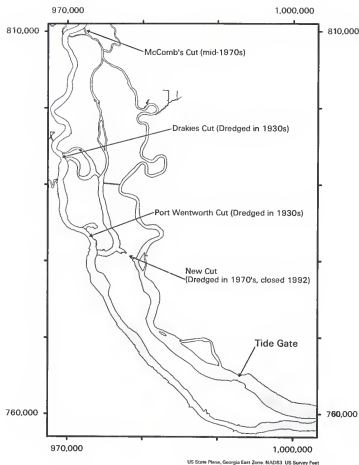 970,000
1,000,000
810,000
810,000
McComb's Cut (mid-1970s)
Drakies Cut (Dredged in 1930s)
Port Wentworth Cut (Dredged in 1930s)
New Cut
(Dredged in 1970's, closed 1992)
Tide Gate
760,000
760,000
970,000
1,000,000
US State Plane, Georgia East Zone, NAD83 US Survey Feet